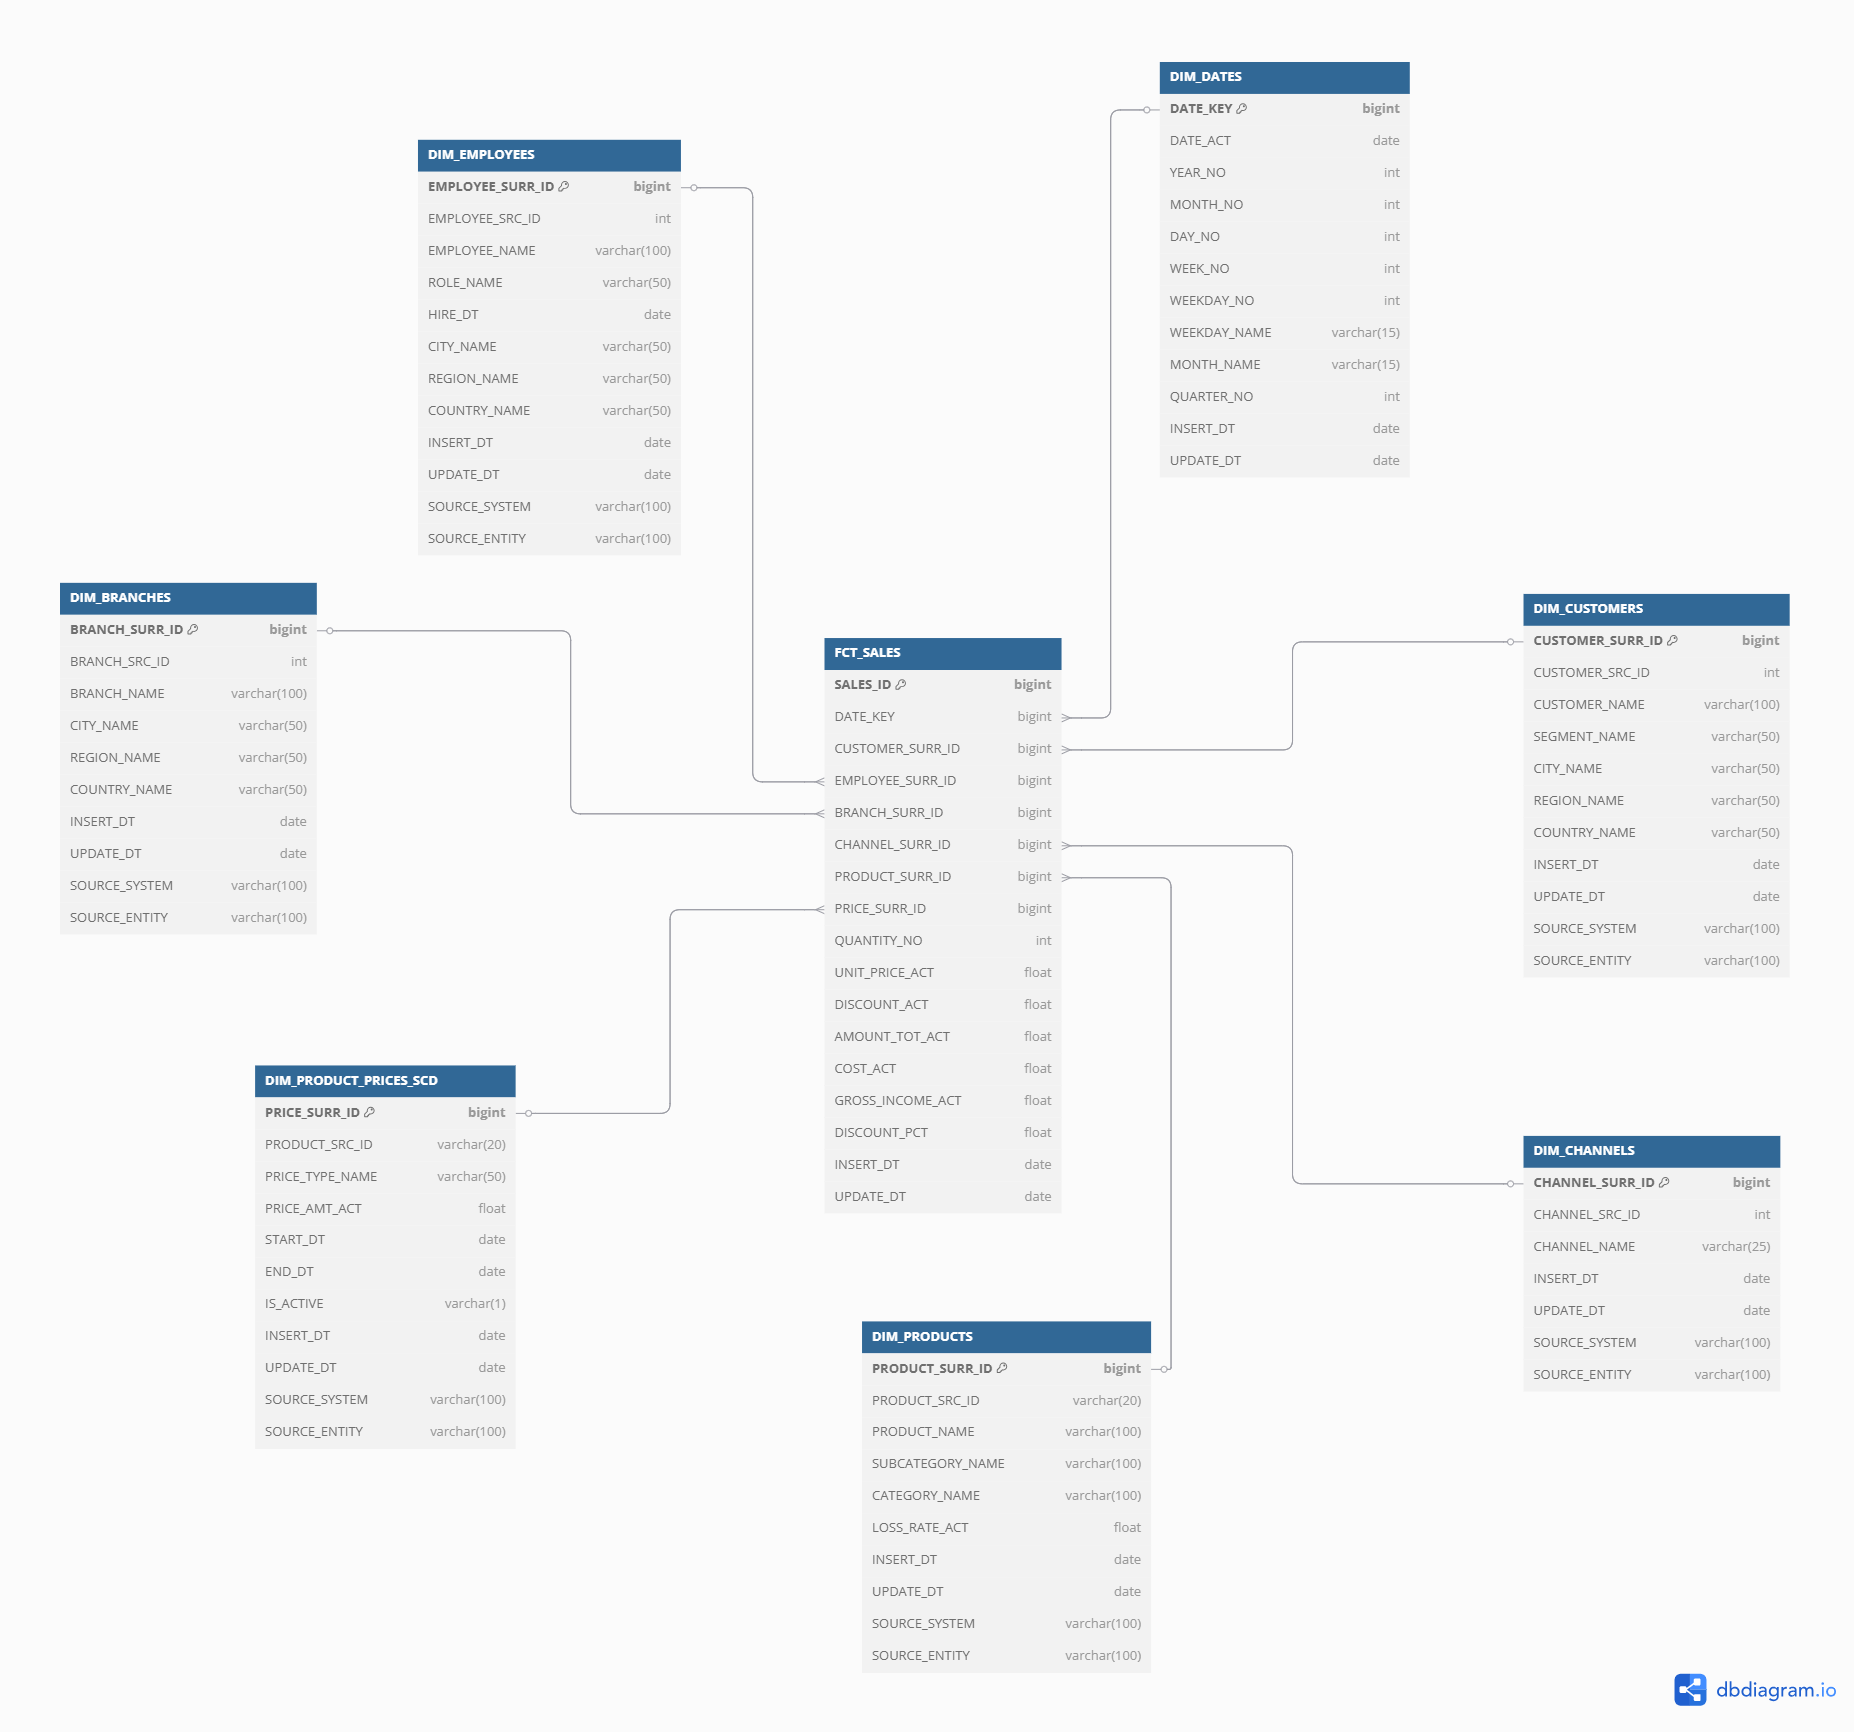 DIM_DATES
DATE_KEY bigint
DATE_ACT date
YEAR_NO int
MONTH_NO int
DAY_NO int
WEEK_NO int
WEEKDAY_NO int
WEEKDAY_NAME varchar(15)
MONTH_NAME varchar(15)
QUARTER_NO int
INSERT_DT date
UPDATE_DT date
DIM_EMPLOYEES
EMPLOYEE_SURR_ID bigint
EMPLOYEE_SRC_ID int
EMPLOYEE_NAME varchar(100)
ROLE_NAME varchar(50)
HIRE_DT date
CITY_NAME varchar(50)
REGION_NAME varchar(50)
COUNTRY_NAME varchar(50)
INSERT_DT date
UPDATE_DT date
SOURCE_SYSTEM varchar(100)
SOURCE_ENTITY varchar(100)
DIM_BRANCHES
BRANCH_SURR_ID bigint
BRANCH_SRC_ID int
BRANCH_NAME varchar(100)
CITY_NAME varchar(50)
REGION_NAME varchar(50)
COUNTRY_NAME varchar(50)
INSERT_DT date
UPDATE_DT date
SOURCE_SYSTEM varchar(100)
SOURCE_ENTITY varchar(100)
FCT_SALES
SALES_ID bigint
DATE_KEY bigint
CUSTOMER_SURR_ID bigint
EMPLOYEE_SURR_ID bigint
BRANCH_SURR_ID bigint
CHANNEL_SURR_ID bigint
PRODUCT_SURR_ID bigint
PRICE_SURR_ID bigint
QUANTITY_NO int
UNIT_PRICE_ACT float
DISCOUNT_ACT float
AMOUNT_TOT_ACT float
COST_ACT float
GROSS_INCOME_ACT float
DISCOUNT_PCT float
INSERT_DT date
UPDATE_DT date
DIM_CUSTOMERS
CUSTOMER_SURR_ID bigint
CUSTOMER_SRC_ID int
CUSTOMER_NAME varchar(100)
SEGMENT_NAME varchar(50)
CITY_NAME varchar(50)
REGION_NAME varchar(50)
COUNTRY_NAME varchar(50)
INSERT_DT date
UPDATE_DT date
SOURCE_SYSTEM varchar(100)
SOURCE_ENTITY varchar(100)
DIM_PRODUCT_PRICES_SCD
PRICE_SURR_ID bigint
PRODUCT_SRC_ID varchar(20)
PRICE_TYPE_NAME varchar(50)
PRICE_AMT_ACT float
START_DT date
END_DT date
IS_ACTIVE varchar(1)
INSERT_DT date
UPDATE_DT date
SOURCE_SYSTEM varchar(100)
SOURCE_ENTITY varchar(100)
DIM_CHANNELS
CHANNEL_SURR_ID bigint
CHANNEL_SRC_ID int
CHANNEL_NAME varchar(25)
INSERT_DT date
UPDATE_DT date
SOURCE_SYSTEM varchar(100)
SOURCE_ENTITY varchar(100)
DIM_PRODUCTS
PRODUCT_SURR_ID bigint
PRODUCT_SRC_ID varchar(20)
PRODUCT_NAME varchar(100)
SUBCATEGORY_NAME varchar(100)
CATEGORY_NAME varchar(100)
LOSS_RATE_ACT float
INSERT_DT date
UPDATE_DT date
SOURCE_SYSTEM varchar(100)
SOURCE_ENTITY varchar(100)
dbdiagram.io